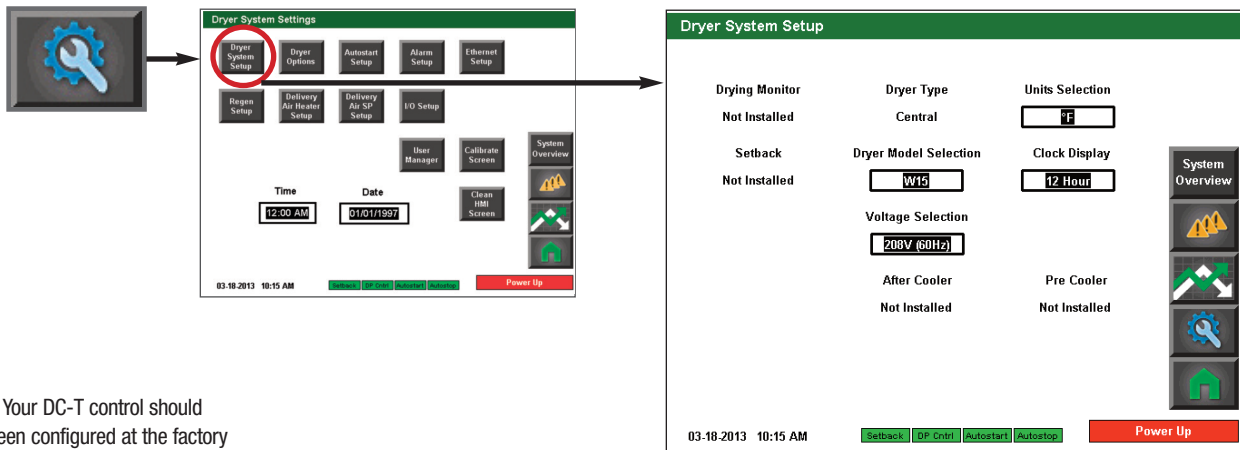 Dryer System Settings
Dryer System Setup
Dryer Options
Autostart Setup
Alarm Setup
Ethernet Setup
Regen Setup
Delivery Air Heater Setup
Delivery Air SP Setup
I/O Setup
User Manager
Calibrate Screen
System Overview
Time
Date
12:00 AM
01/01/1997
Clean HMI Screen
03-18-2013 10:15 AM
Setback DP Cntrl Autostart Autostop
Power Up
Dryer System Setup
Drying Monitor
Dryer Type
Units Selection
Not Installed
Central
°F
Setback
Dryer Model Selection
Clock Display
Not Installed
W15
12 Hour
System Overview
Voltage Selection
208V (60Hz)
After Cooler
Pre Cooler
Not Installed
Not Installed
03-18-2013 10:15 AM
Setback DP Cntrl Autostart Autostop
Power Up
Your DC-T control should
een configured at the factory